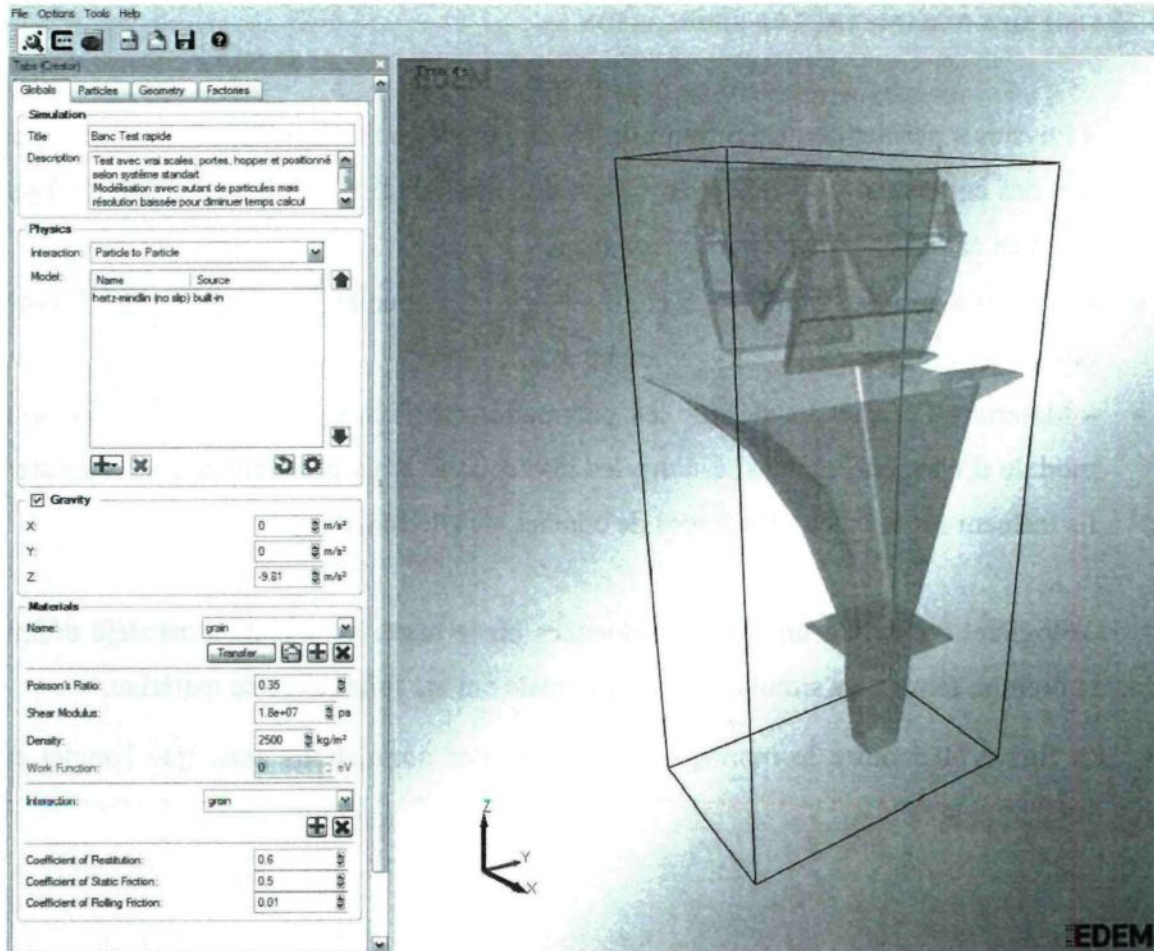 File Options Tools Help
Tabs (Creator)
Globals Particles Geometry Factories
Simulation
Title: Banc Test rapide
Description: Test avec vrai scales, portes, hopper et positionné
selon système standart
Modélisation avec autant de particules mais
résolution baissée pour diminuer temps calcul
Physics
Interaction: Particle to Particle
Model: Name Source
hertz-mindlin (no slip) built-in
Gravity
X: 0 m/s²
Y: 0 m/s²
Z: -9.81 m/s²
Materials
Name: grain
Transfer...
Poisson's Ratio: 0.35
Shear Modulus: 1.8e+07 pa
Density: 2500 kg/m³
Work Function: 0 eV
Interaction: grain
Coefficient of Restitution: 0.6
Coefficient of Static Friction: 0.5
Coefficient of Rolling Friction: 0.01
Z
Y
X
EDEM